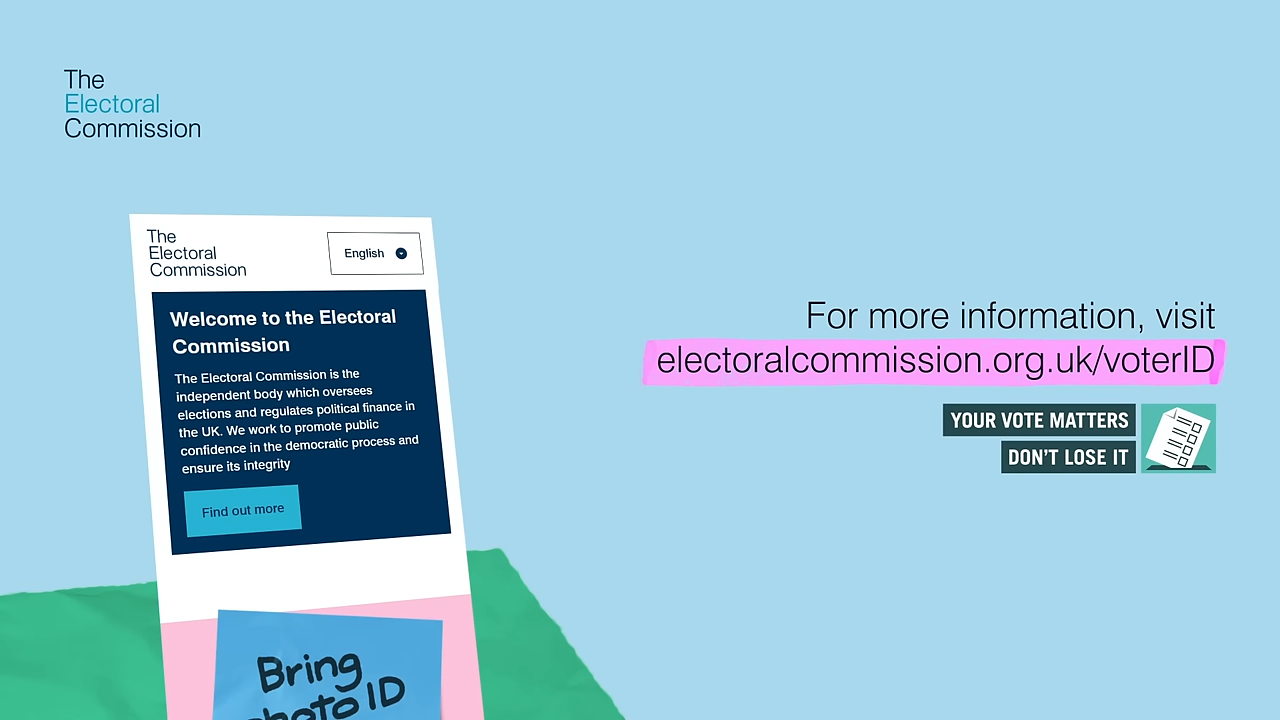 The
Electoral
Commission
The
Electoral
Commission
English
Welcome to the Electoral
Commission
The Electoral Commission is the
independent body which oversees
elections and regulates political finance in
the UK. We work to promote public
confidence in the democratic process and
ensure its integrity
Find out more
Bring
photo ID
For more information, visit
electoralcommission.org.uk/voterID
YOUR VOTE MATTERS
DON'T LOSE IT